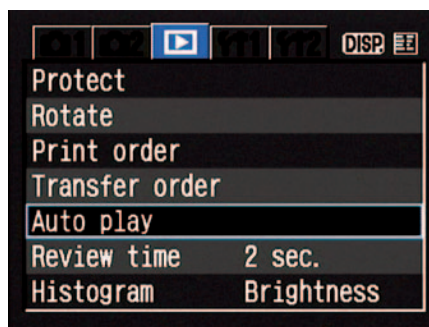 DISP.
Protect
Rotate
Print order
Transfer order
Auto play
Review time 2 sec.
Histogram Brightness